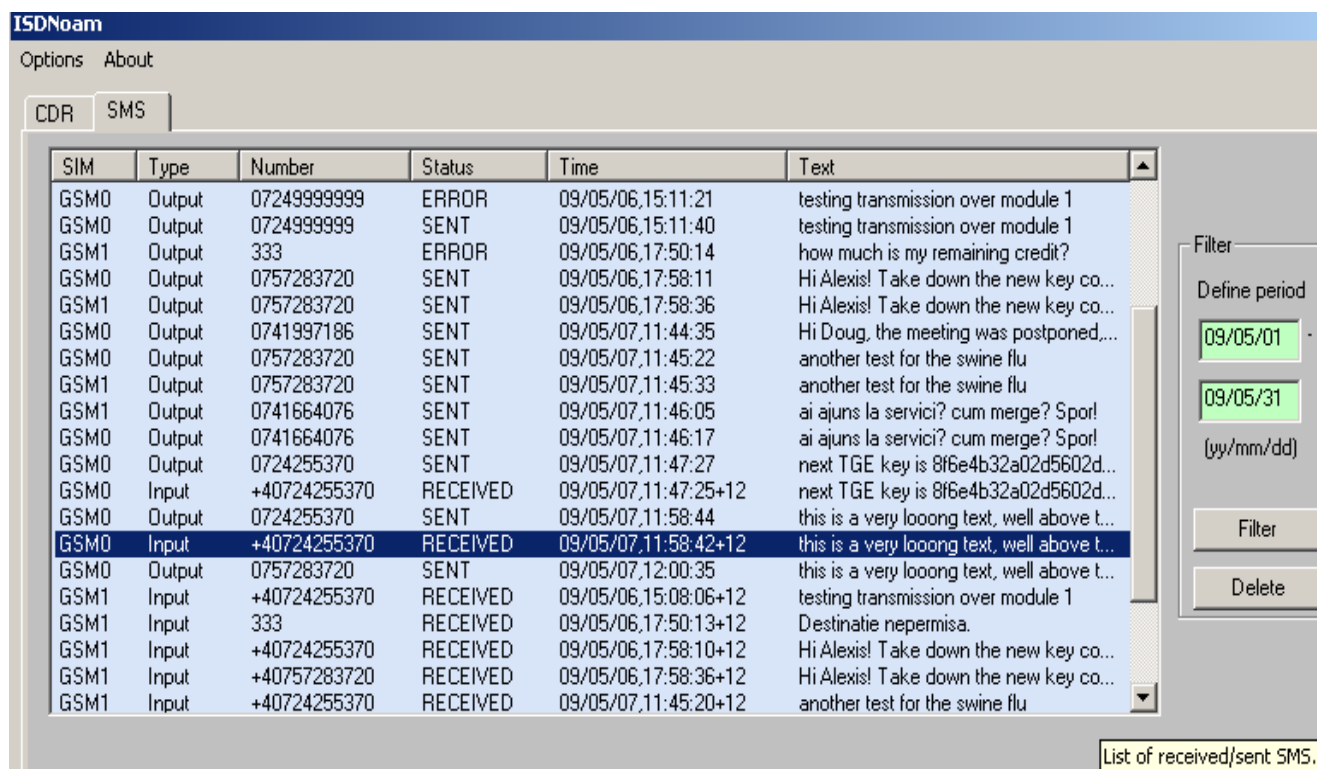 ISDNoam
Options About
CDR SMS
SIM Type Number Status Time Text
GSM0 Output 07249999999 ERROR 09/05/06,15:11:21 testing transmission over module 1
GSM0 Output 0724999999 SENT 09/05/06,15:11:40 testing transmission over module 1
GSM1 Output 333 ERROR 09/05/06,17:50:14 how much is my remaining credit?
GSM0 Output 0757283720 SENT 09/05/06,17:58:11 Hi Alexis! Take down the new key co...
GSM1 Output 0757283720 SENT 09/05/06,17:58:36 Hi Alexis! Take down the new key co...
GSM0 Output 0741997186 SENT 09/05/07,11:44:35 Hi Doug, the meeting was postponed,...
GSM0 Output 0757283720 SENT 09/05/07,11:45:22 another test for the swine flu
GSM1 Output 0757283720 SENT 09/05/07,11:45:33 another test for the swine flu
GSM1 Output 0741664076 SENT 09/05/07,11:46:05 ai ajuns la servici? cum merge? Spor!
GSM0 Output 0741664076 SENT 09/05/07,11:46:17 ai ajuns la servici? cum merge? Spor!
GSM0 Output 0724255370 SENT 09/05/07,11:47:27 next TGE key is 8f6e4b32a02d5602d...
GSM0 Input +40724255370 RECEIVED 09/05/07,11:47:25+12 next TGE key is 8f6e4b32a02d5602d...
GSM0 Output 0724255370 SENT 09/05/07,11:58:44 this is a very looong text, well above t...
GSM0 Input +40724255370 RECEIVED 09/05/07,11:58:42+12 this is a very looong text, well above t...
GSM0 Output 0757283720 SENT 09/05/07,12:00:35 this is a very looong text, well above t...
GSM1 Input +40724255370 RECEIVED 09/05/06,15:08:06+12 testing transmission over module 1
GSM1 Input 333 RECEIVED 09/05/06,17:50:13+12 Destinatie nepermisa.
GSM1 Input +40724255370 RECEIVED 09/05/06,17:58:10+12 Hi Alexis! Take down the new key co...
GSM1 Input +40757283720 RECEIVED 09/05/06,17:58:36+12 Hi Alexis! Take down the new key co...
GSM1 Input +40724255370 RECEIVED 09/05/07,11:45:20+12 another test for the swine flu
Filter
Define period
09/05/01 -
09/05/31
(yy/mm/dd)
Filter
Delete
List of received/sent SMS.